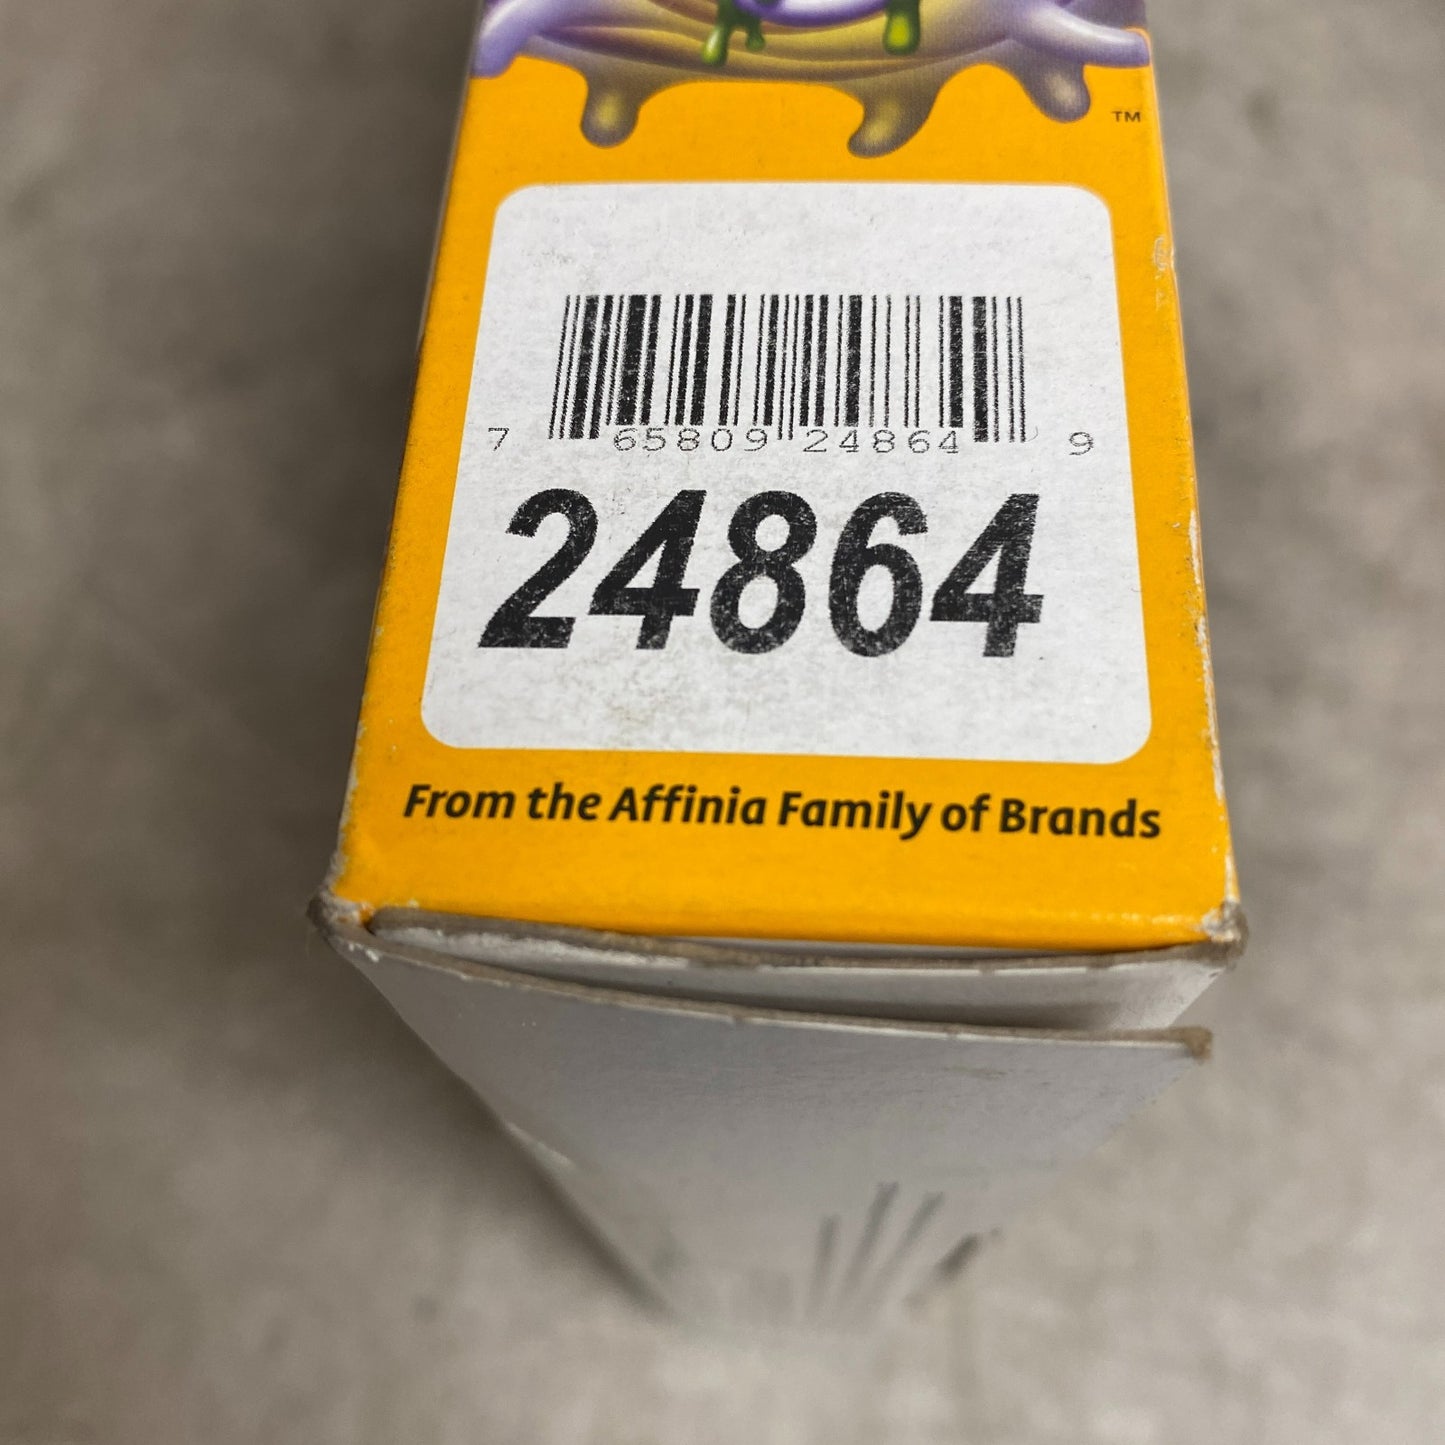 TM
7 65809 24864 9
24864
From the Affinia Family of Brands